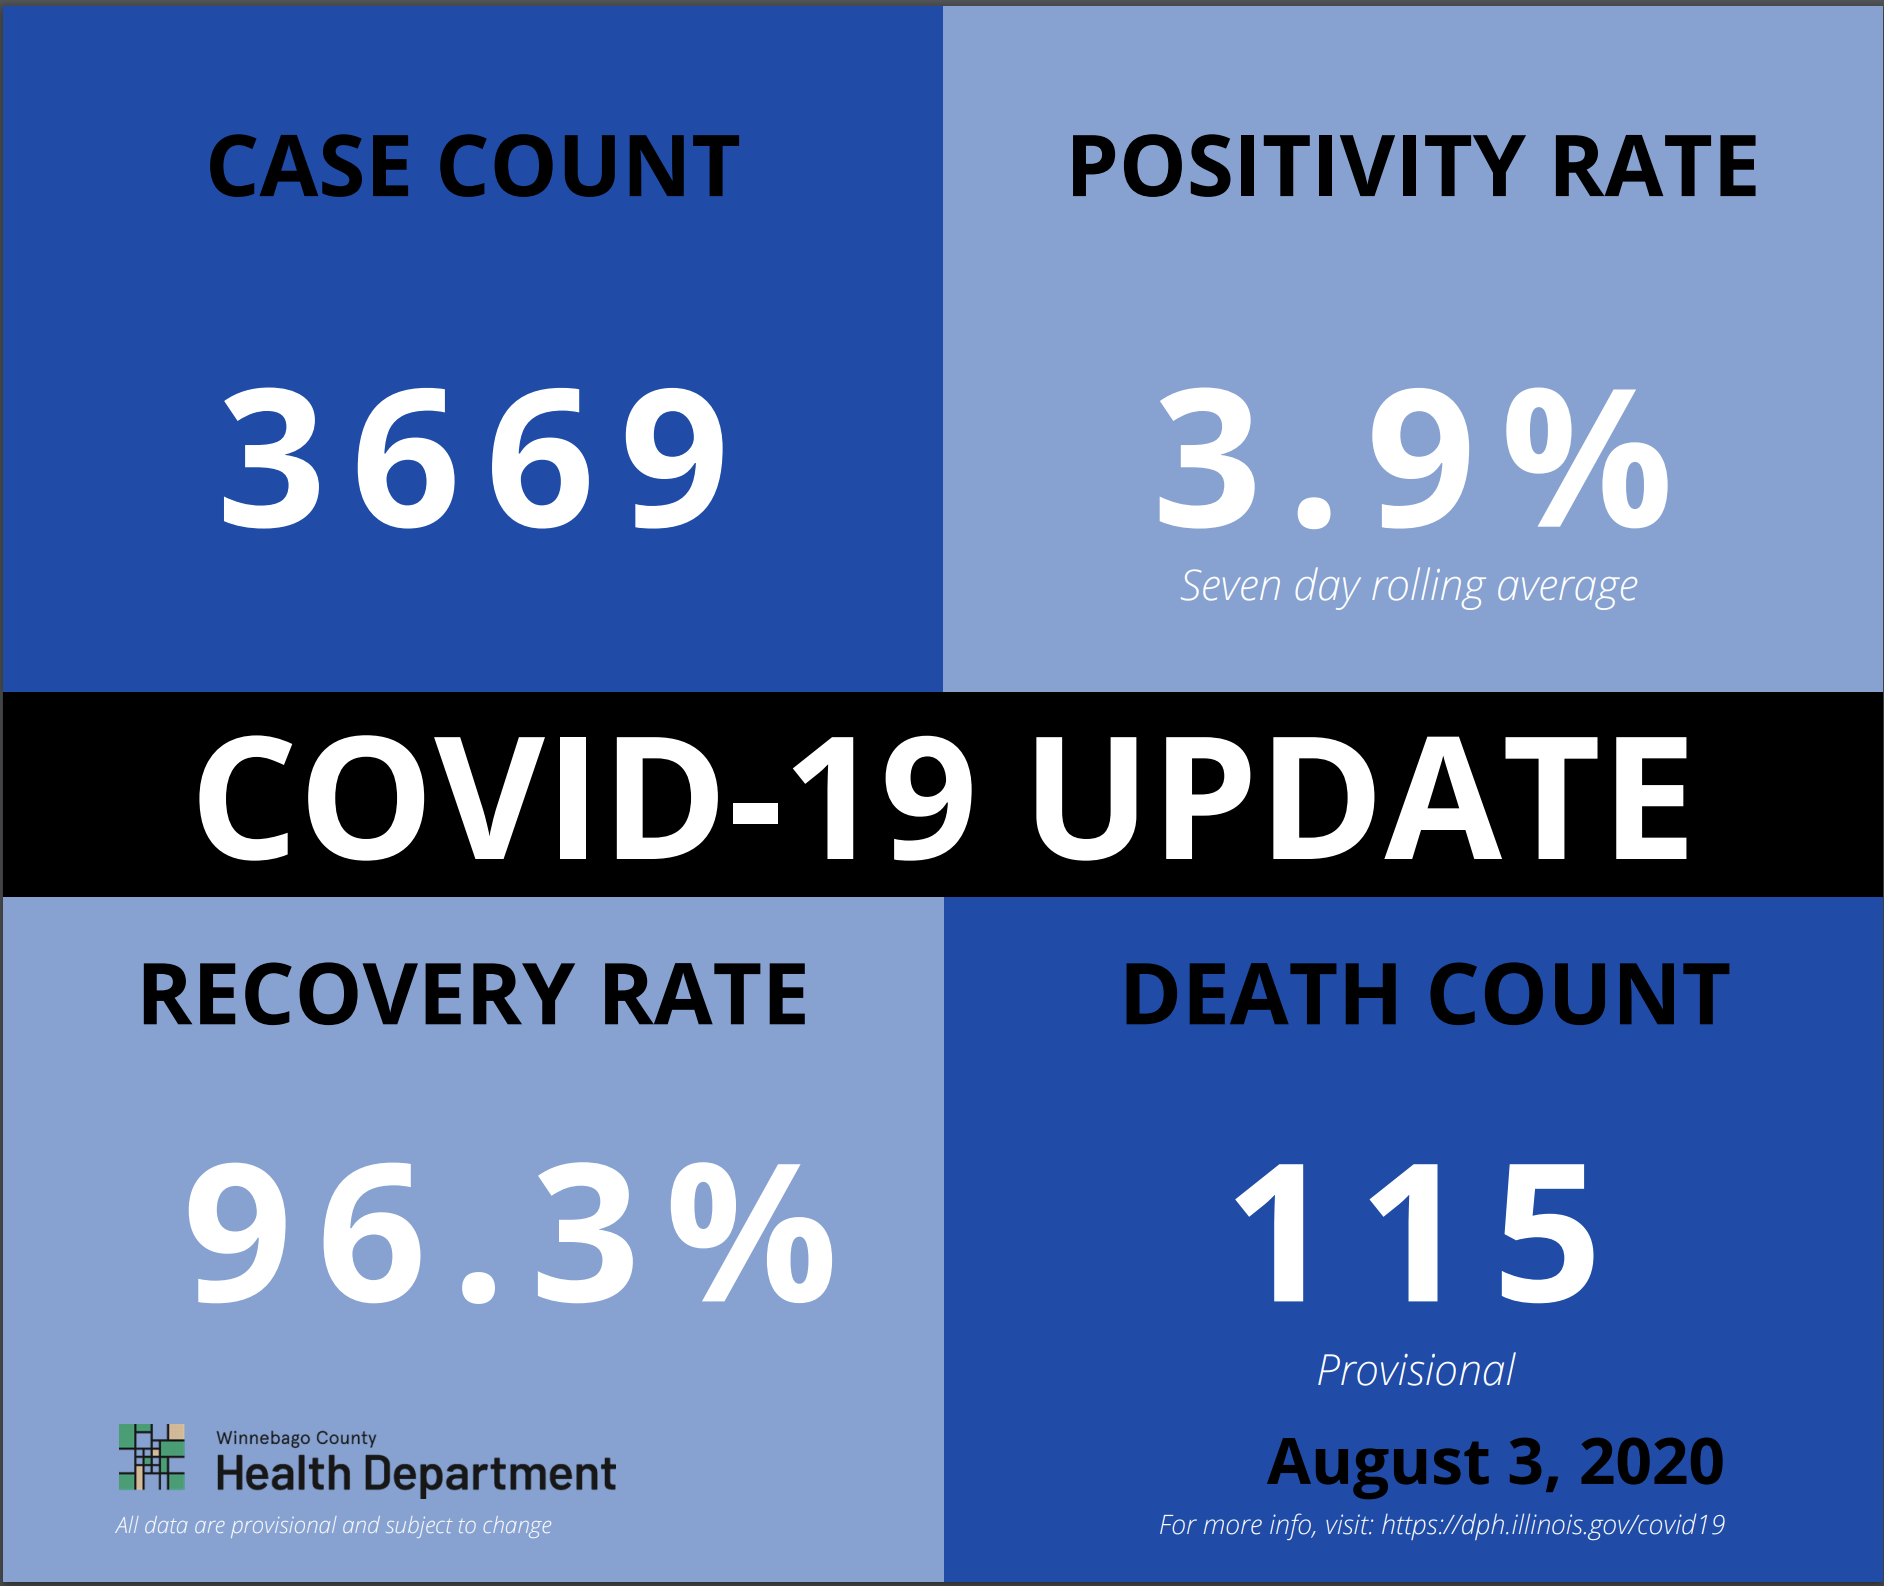 CASE COUNT
3669
POSITIVITY RATE
3.9%
Seven day rolling average
COVID-19 UPDATE
RECOVERY RATE
96.3%
Winnebago County
Health Department
All data are provisional and subject to change
DEATH COUNT
115
Provisional
August 3, 2020
For more info, visit: https://dph.illinois.gov/covid19